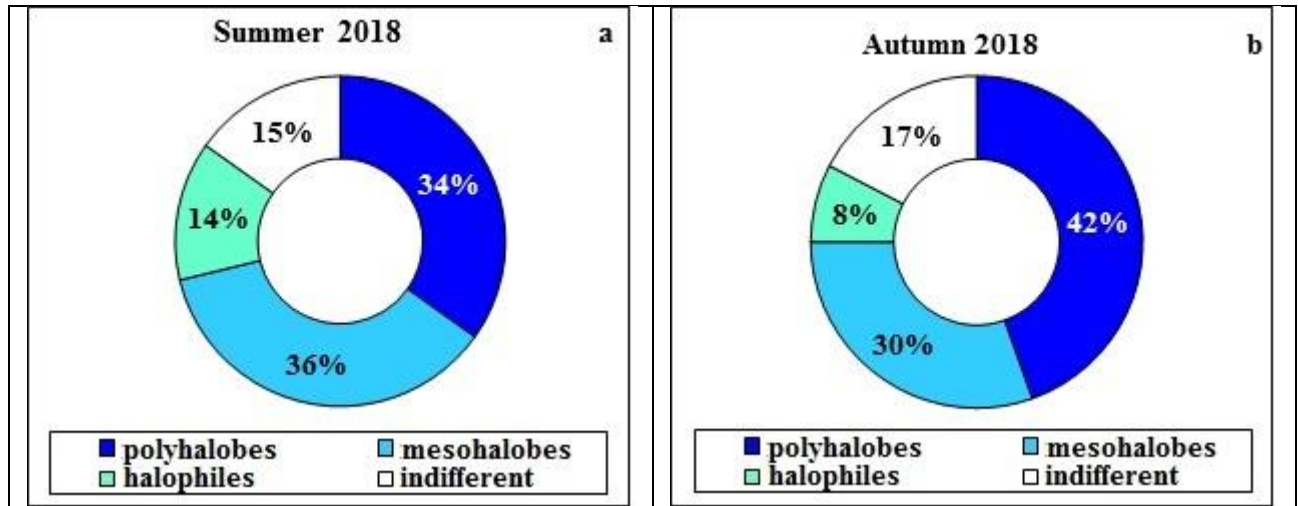 Summer 2018 a
15%
34%
14%
36%
polyhalobes mesohalobes
halophiles indifferent
Autumn 2018 b
17%
42%
8%
30%
polyhalobes mesohalobes
halophiles indifferent